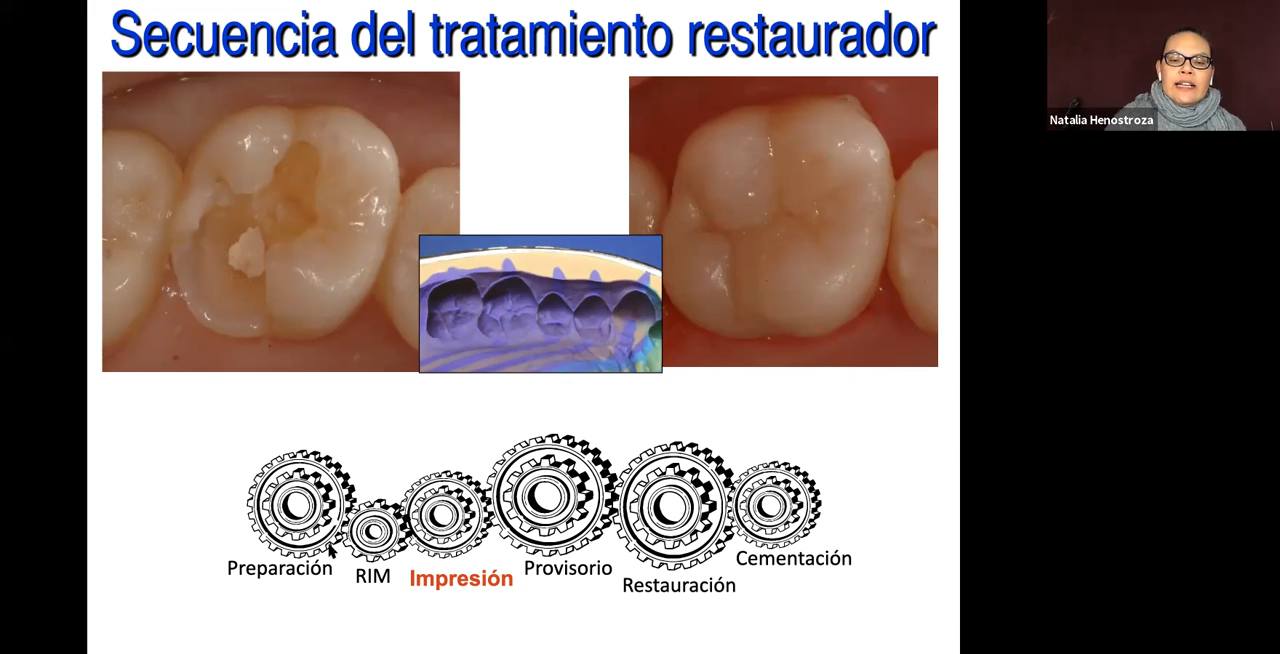 Secuencia del tratamiento restaurador
Natalia Henostroza
Preparación
RIM
Impresión
Provisorio
Restauración
Cementación